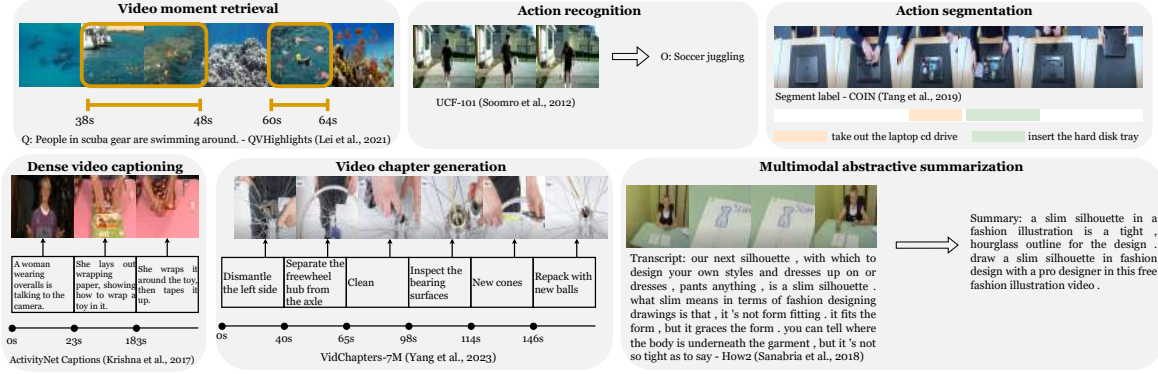 Video moment retrieval
38s
48s
60s
64s
Q: People in scuba gear are swimming around. - QVHighlights (Lei et al., 2021)
Action recognition
O: Soccer juggling
UCF-101 (Soomro et al., 2012)
Action segmentation
Segment label - COIN (Tang et al., 2019)
take out the laptop cd drive
insert the hard disk tray
Dense video captioning
A woman
wearing
overalls is
talking to the
camera.
She lays out
wrapping
paper, showing
how to wrap a
toy in it.
She wraps it
around the toy,
then tapes it
up.
0s
23s
183s
ActivityNet Captions (Krishna et al., 2017)
Video chapter generation
Dismantle
the left side
Separate the
freewheel
hub from
the axle
Clean
Inspect the
bearing
surfaces
New cones
Repack with
new balls
0s
40s
65s
98s
114s
146s
VidChapters-7M (Yang et al., 2023)
Multimodal abstractive summarization
Transcript: our next silhouette , with which to
design your own styles and dresses up on or
dresses , pants anything , is a slim silhouette .
what slim means in terms of fashion designing
drawings is that , it 's not form fitting . it fits the
form , but it graces the form . you can tell where
the body is underneath the garment , but it 's not
so tight as to say - How2 (Sanabria et al., 2018)
Summary: a slim silhouette in a
fashion illustration is a tight ,
hourglass outline for the design .
draw a slim silhouette in fashion
design with a pro designer in this free
fashion illustration video .